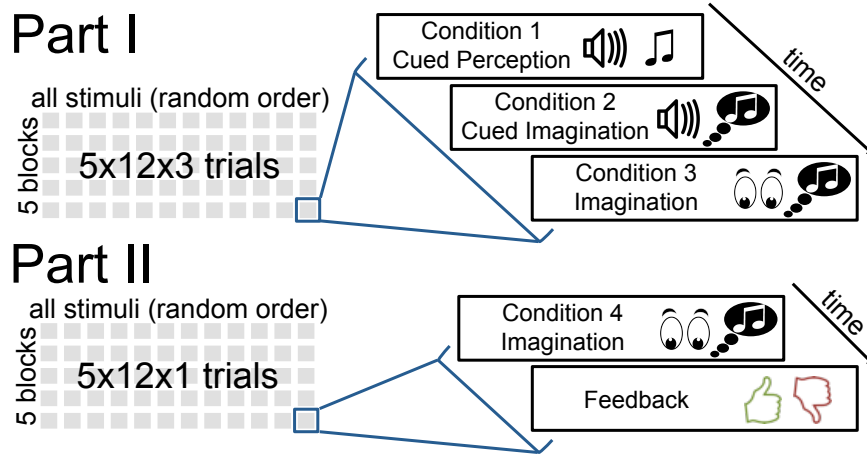 Part I
all stimuli (random order)
5 blocks
5x12x3 trials
Condition 1
Cued Perception
Condition 2
Cued Imagination
Condition 3
Imagination
time
Part II
all stimuli (random order)
5 blocks
5x12x1 trials
Condition 4
Imagination
Feedback
time